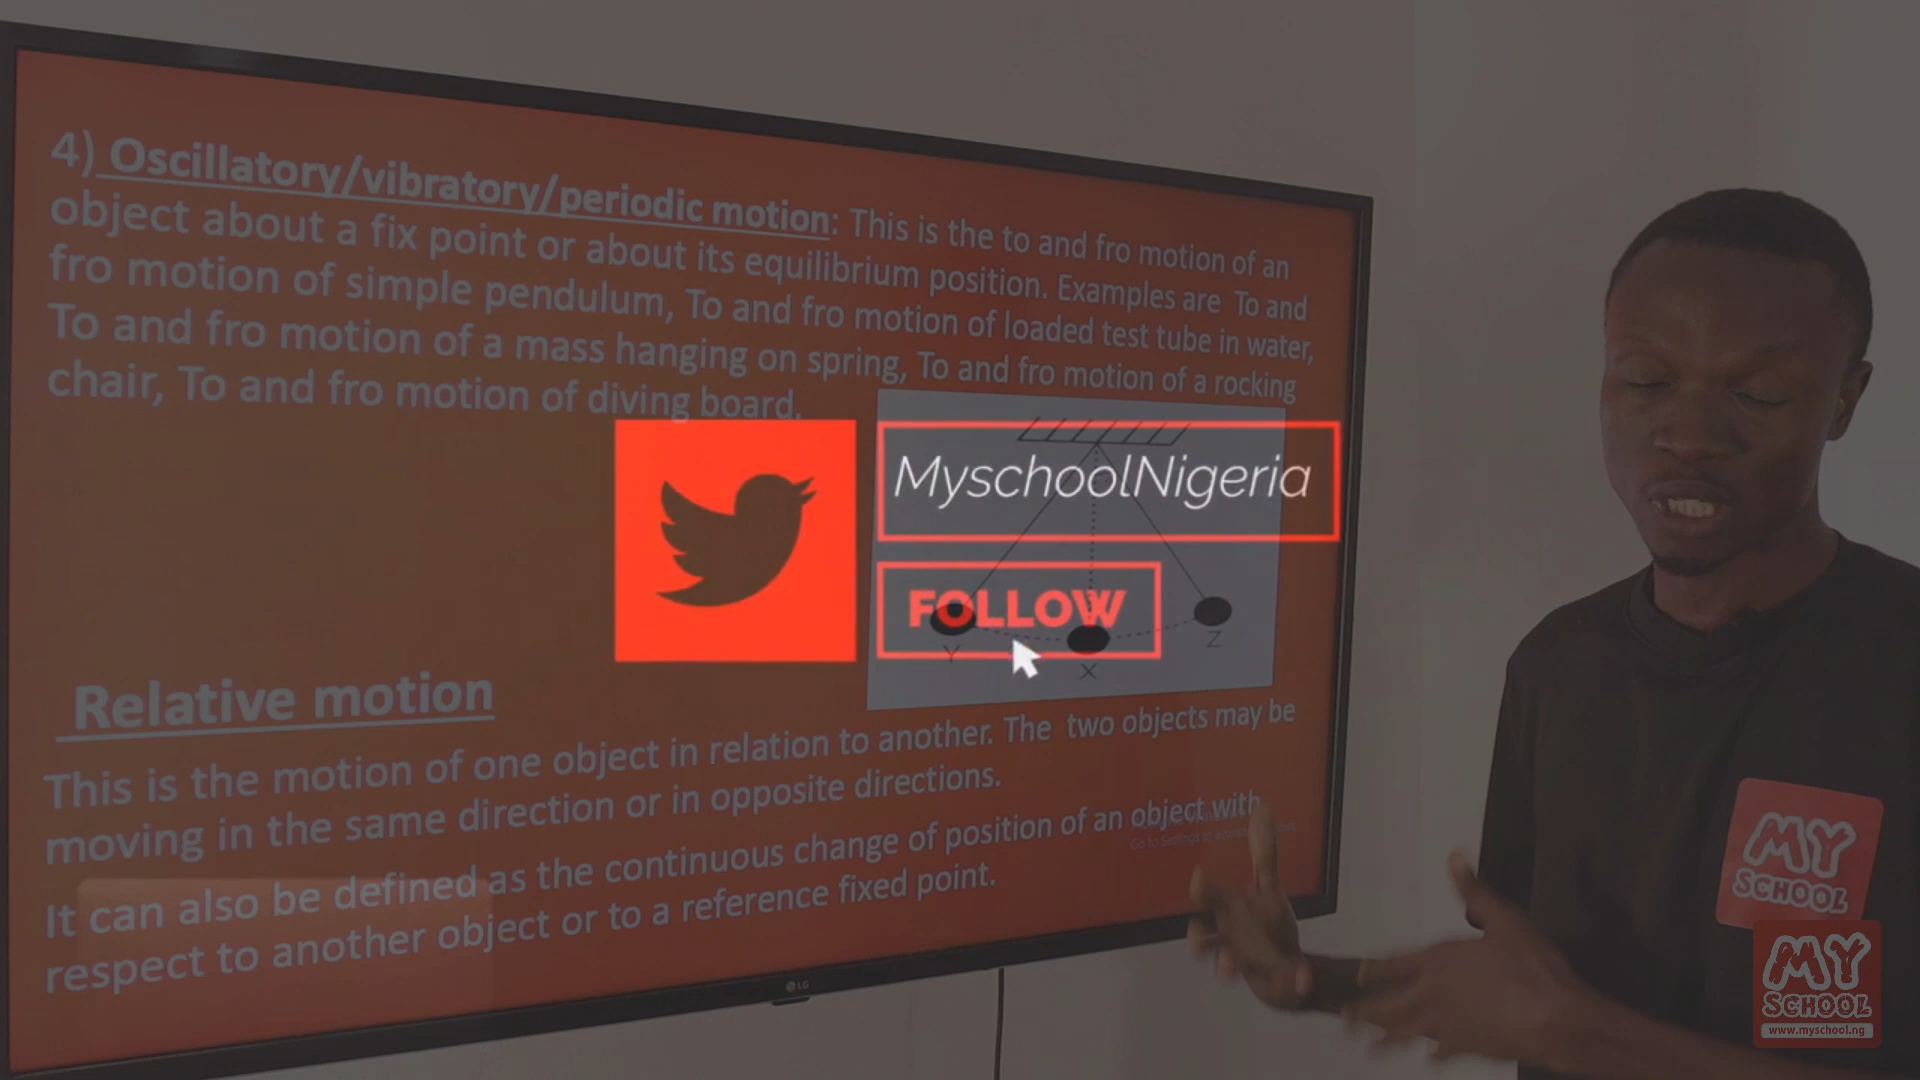 4) Oscillatory/vibratory/periodic motion: This is the to and fro motion of an
object about a fix point or about its equilibrium position. Examples are To and
fro motion of simple pendulum, To and fro motion of loaded test tube in water,
To and fro motion of a mass hanging on spring, To and fro motion of a rocking
chair, To and fro motion of diving board.
MyschoolNigeria
FOLLOW
Y
X
Z
Relative motion
This is the motion of one object in relation to another. The two objects may be
moving in the same direction or in opposite directions.
It can also be defined as the continuous change of position of an object with
respect to another object or to a reference fixed point.
Go to Settings to activate
LG
MY
SCHOOL
MY
SCHOOL
www.myschool.ng